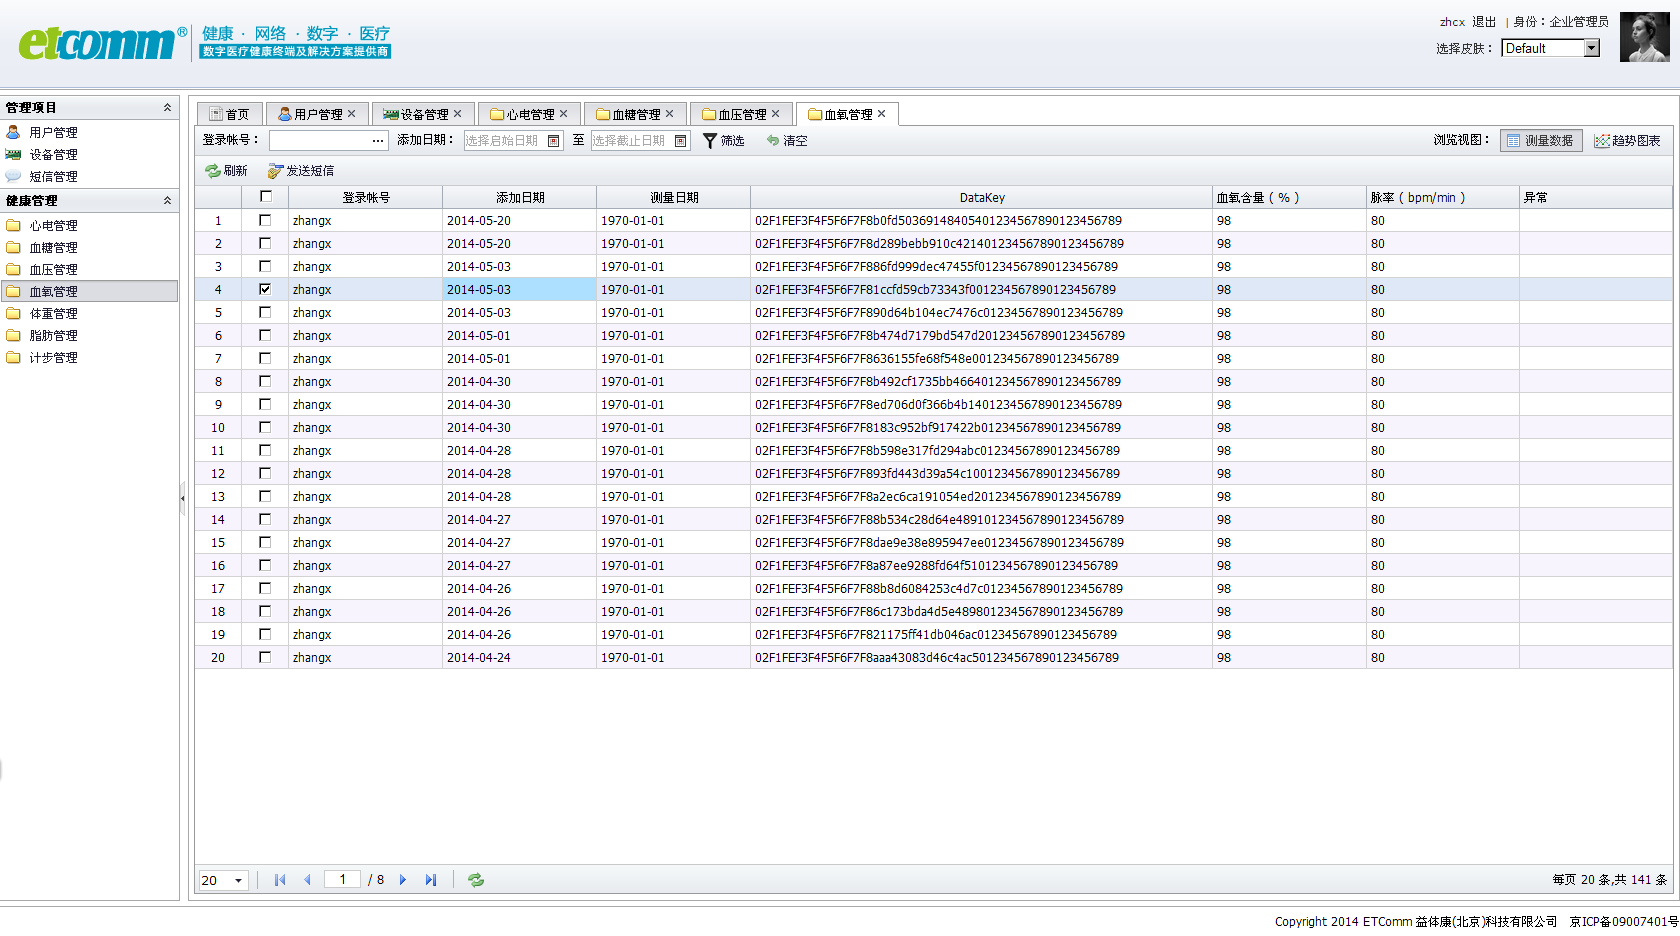 etcomm® 健康 · 网络 · 数字 · 医疗
数字医疗健康终端及解决方案提供商
zhcx 退出 | 身份：企业管理员
选择皮肤： Default
管理项目
用户管理
设备管理
短信管理
健康管理
心电管理
血糖管理
血压管理
血氧管理
体重管理
脂肪管理
计步管理
首页 用户管理 设备管理 心电管理 血糖管理 血压管理 血氧管理
登录帐号： ... 添加日期： 选择启始日期 至 选择截止日期 筛选 清空 浏览视图： 测量数据 趋势图表
刷新 发送短信
登录帐号 添加日期 测量日期 DataKey 血氧含量（%） 脉率（bpm/min） 异常
1 zhangx 2014-05-20 1970-01-01 02F1FEF3F4F5F6F7F8b0fd50369148405401234567890123456789 98 80
2 zhangx 2014-05-20 1970-01-01 02F1FEF3F4F5F6F7F8d289bebb910c421401234567890123456789 98 80
3 zhangx 2014-05-03 1970-01-01 02F1FEF3F4F5F6F7F886fd999dec47455f01234567890123456789 98 80
4 zhangx 2014-05-03 1970-01-01 02F1FEF3F4F5F6F7F81ccfd59cb73343f001234567890123456789 98 80
5 zhangx 2014-05-03 1970-01-01 02F1FEF3F4F5F6F7F890d64b104ec7476c01234567890123456789 98 80
6 zhangx 2014-05-01 1970-01-01 02F1FEF3F4F5F6F7F8b474d7179bd547d201234567890123456789 98 80
7 zhangx 2014-05-01 1970-01-01 02F1FEF3F4F5F6F7F8636155fe68f548e001234567890123456789 98 80
8 zhangx 2014-04-30 1970-01-01 02F1FEF3F4F5F6F7F8b492cf1735bb466401234567890123456789 98 80
9 zhangx 2014-04-30 1970-01-01 02F1FEF3F4F5F6F7F8ed706d0f366b4b1401234567890123456789 98 80
10 zhangx 2014-04-30 1970-01-01 02F1FEF3F4F5F6F7F8183c952bf917422b01234567890123456789 98 80
11 zhangx 2014-04-28 1970-01-01 02F1FEF3F4F5F6F7F8b598e317fd294abc01234567890123456789 98 80
12 zhangx 2014-04-28 1970-01-01 02F1FEF3F4F5F6F7F893fd443d39a54c1001234567890123456789 98 80
13 zhangx 2014-04-28 1970-01-01 02F1FEF3F4F5F6F7F8a2ec6ca191054ed201234567890123456789 98 80
14 zhangx 2014-04-27 1970-01-01 02F1FEF3F4F5F6F7F88b534c28d64e489101234567890123456789 98 80
15 zhangx 2014-04-27 1970-01-01 02F1FEF3F4F5F6F7F8dae9e38e895947ee01234567890123456789 98 80
16 zhangx 2014-04-27 1970-01-01 02F1FEF3F4F5F6F7F8a87ee9288fd64f5101234567890123456789 98 80
17 zhangx 2014-04-26 1970-01-01 02F1FEF3F4F5F6F7F88b8d6084253c4d7c01234567890123456789 98 80
18 zhangx 2014-04-26 1970-01-01 02F1FEF3F4F5F6F7F86c173bda4d5e489801234567890123456789 98 80
19 zhangx 2014-04-26 1970-01-01 02F1FEF3F4F5F6F7F821175ff41db046ac01234567890123456789 98 80
20 zhangx 2014-04-24 1970-01-01 02F1FEF3F4F5F6F7F8aaa43083d46c4ac501234567890123456789 98 80
20 1 / 8 每页 20 条,共 141 条
Copyright 2014 ETComm 益体康(北京)科技有限公司 京ICP备09007401号